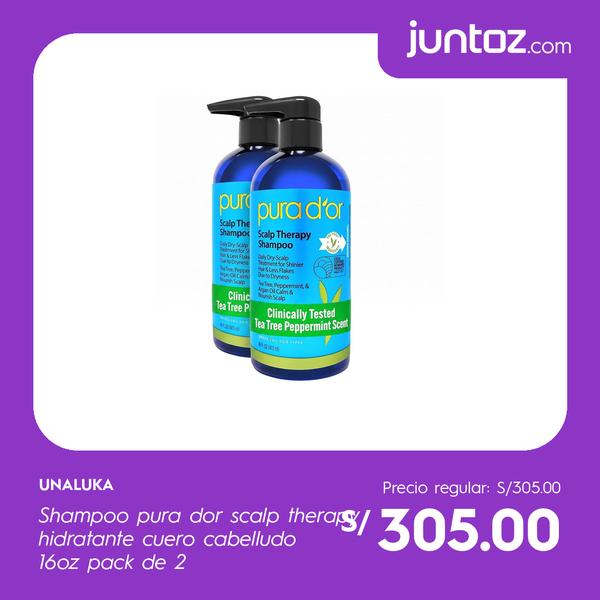 juntoz.com
pura d'or
Scalp Therapy
Shampoo
Daily Dry-Scalp
Treatment for Shinier
Hair & Less Flakes
Due to Dryness
Tea Tree, Peppermint, &
Argan Oil Calm &
Nourish Scalp
Clinically Tested
Tea Tree Peppermint Scent
UNALUKA
Shampoo pura dor scalp therapy
hidratante cuero cabelludo
16oz pack de 2
Precio regular: S/305.00
S/ 305.00